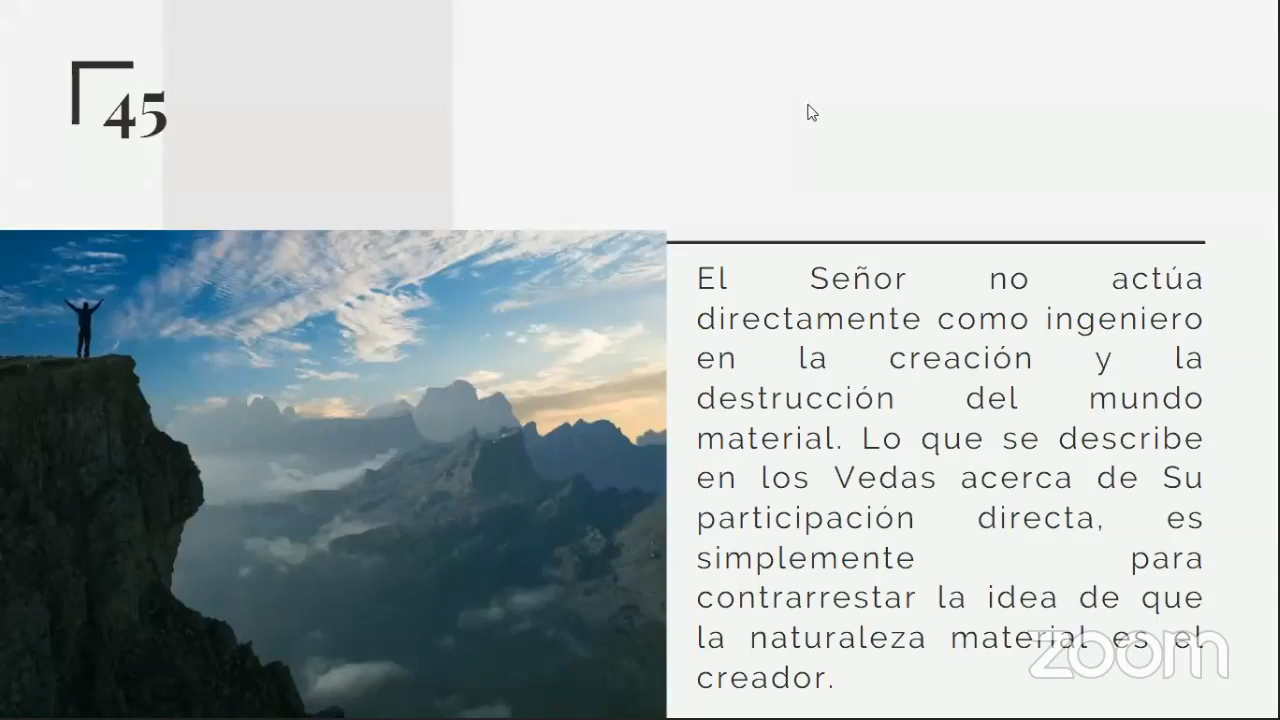 45
El Señor no actúa
directamente como ingeniero
en la creación y la
destrucción del mundo
material. Lo que se describe
en los Vedas acerca de Su
participación directa, es
simplemente para
contrarrestar la idea de que
la naturaleza material es el
creador.
zoom